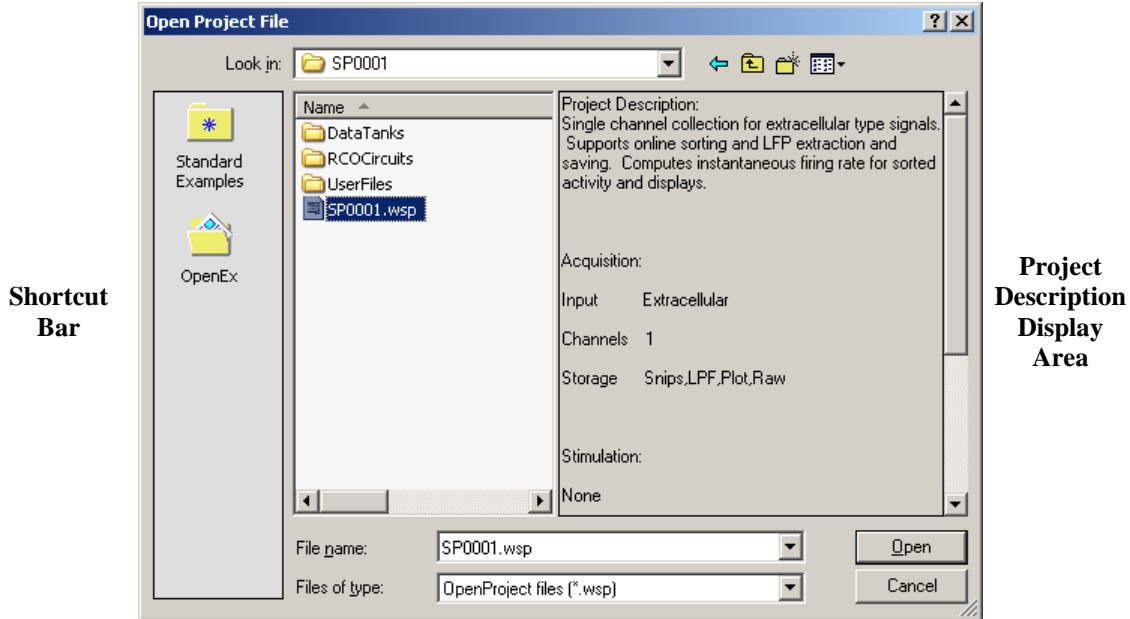 Open Project File
Look in:
SP0001
Standard
Examples
OpenEx
Name
DataTanks
RCOCircuits
UserFiles
SP0001.wsp
Project Description:
Single channel collection for extracellular type signals.
Supports online sorting and LFP extraction and
saving. Computes instantaneous firing rate for sorted
activity and displays.
Acquisition:
Input Extracellular
Channels 1
Storage Snips,LPF,Plot,Raw
Stimulation:
None
File name:
SP0001.wsp
Open
Files of type:
OpenProject files (*.wsp)
Cancel
Shortcut
Bar
Project
Description
Display
Area